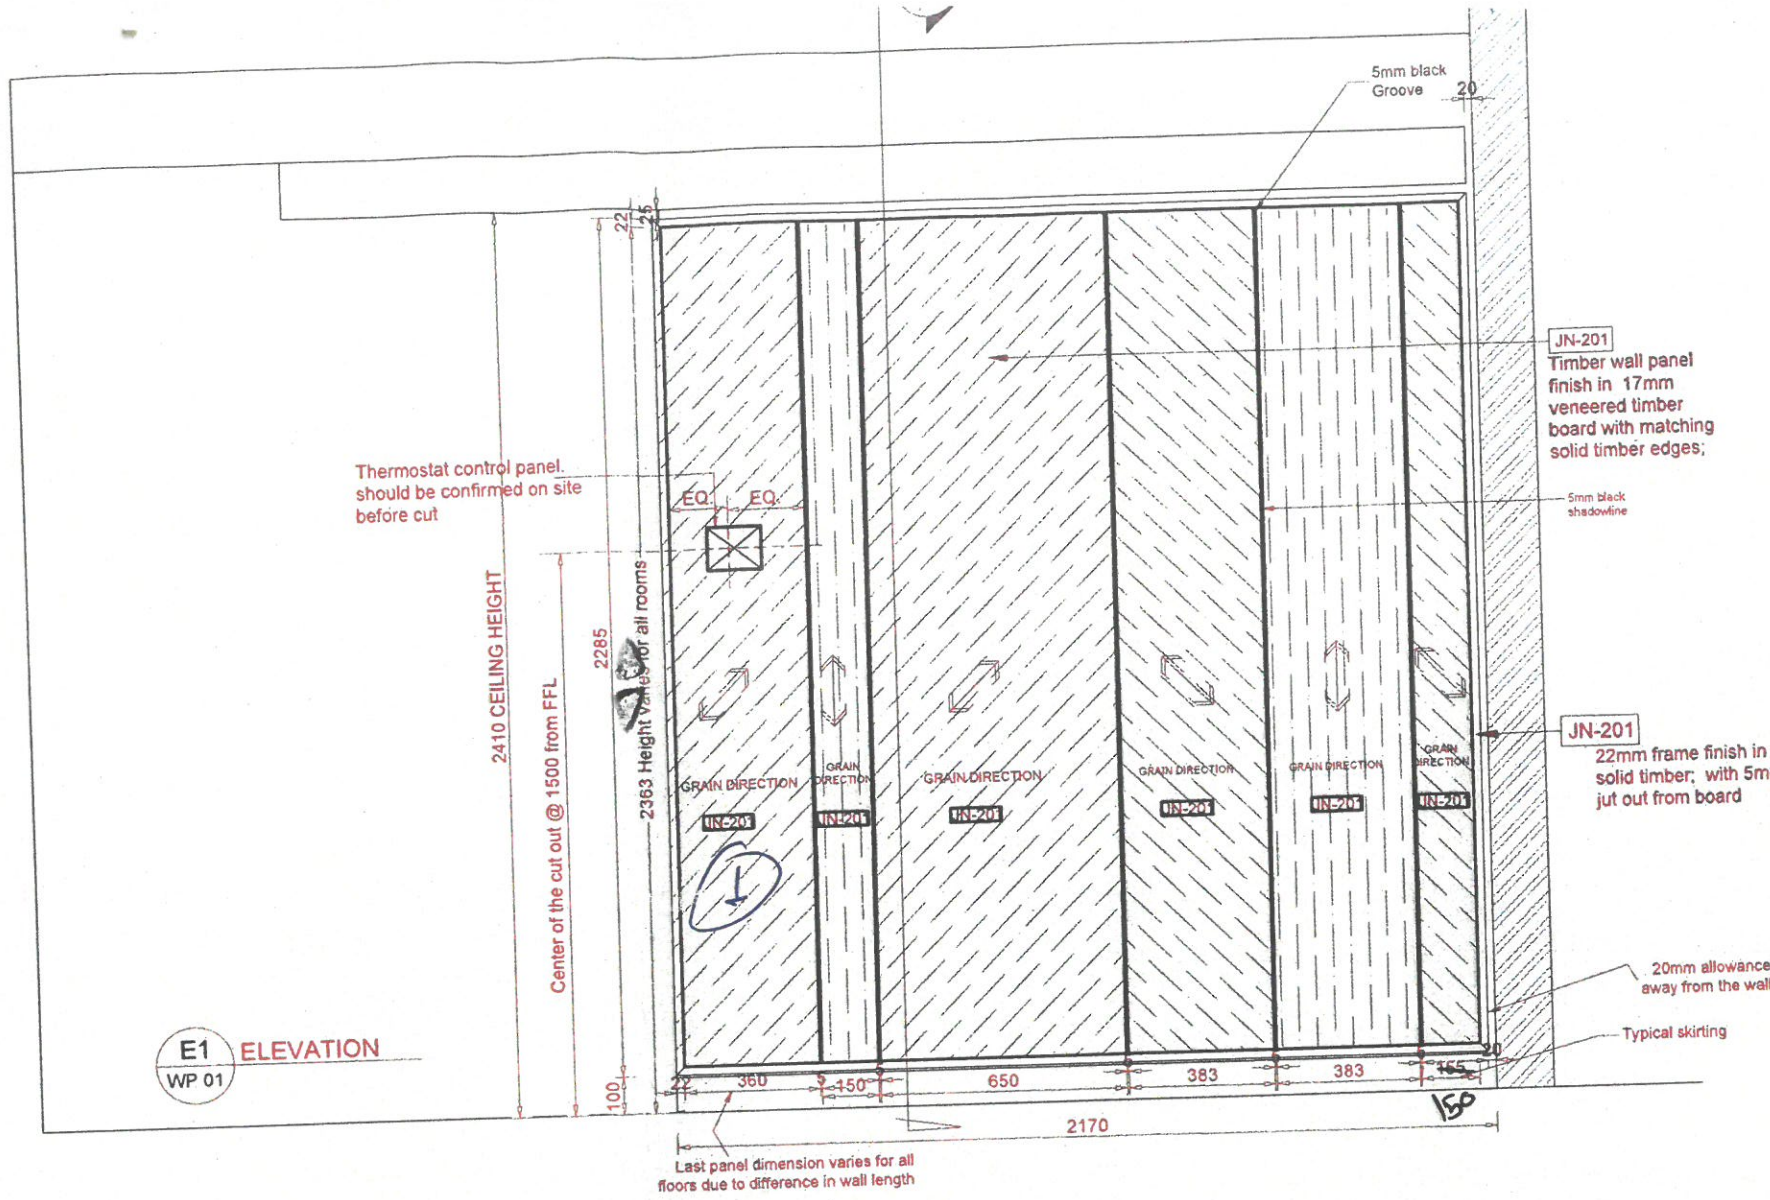 5mm black
Groove
20
22
25
JN-201
Timber wall panel
finish in 17mm
veneered timber
board with matching
solid timber edges;
Thermostat control panel.
should be confirmed on site
before cut
EQ.
EQ.
5mm black
shadowline
2410 CEILING HEIGHT
Center of the cut out @ 1500 from FFL
2285
2363 Height varies for all rooms
GRAIN DIRECTION
GRAIN
DIRECTION
GRAIN DIRECTION
GRAIN DIRECTION
GRAIN DIRECTION
GRAIN
DIRECTION
JN-201
JN-201
JN-201
JN-201
JN-201
JN-201
1
JN-201
22mm frame finish in
solid timber; with 5m
jut out from board
20mm allowance
away from the wall
Typical skirting
E1
ELEVATION
WP 01
100
22
360
5
150
5
650
383
383
165
20
150
2170
Last panel dimension varies for all
floors due to difference in wall length